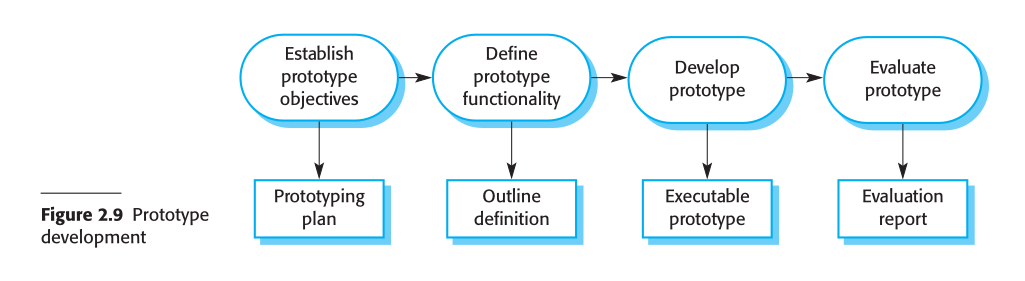 Establish
prototype
objectives
Define
prototype
functionality
Develop
prototype
Evaluate
prototype
Prototyping
plan
Outline
definition
Executable
prototype
Evaluation
report
Figure 2.9 Prototype
development